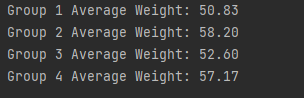 Group 1 Average Weight: 50.83
Group 2 Average Weight: 58.20
Group 3 Average Weight: 52.60
Group 4 Average Weight: 57.17